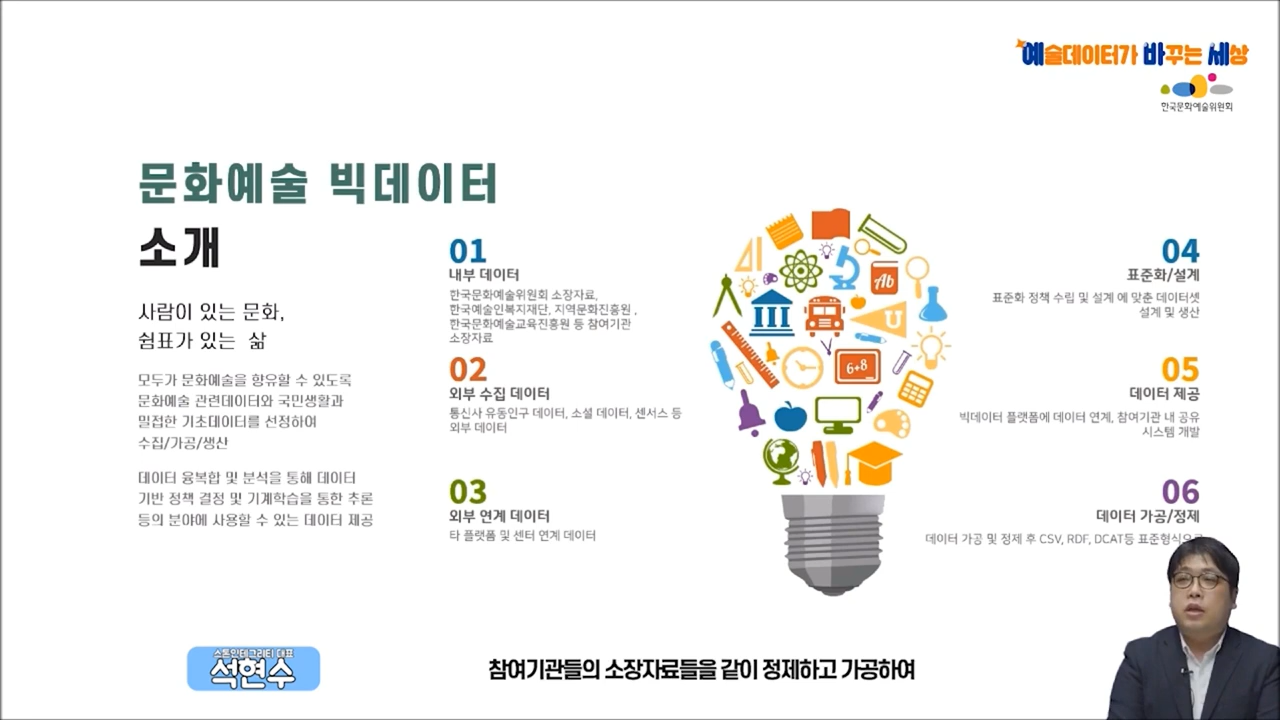 예술데이터가 바꾸는 세상
한국문화예술위원회
문화예술 빅데이터
소개
사람이 있는 문화,
쉼표가 있는 삶
모두가 문화예술을 향유할 수 있도록
문화예술 관련데이터와 국민생활과
밀접한 기초데이터를 선정하여
수집/가공/생산
데이터 융복합 및 분석을 통해 데이터
기반 정책 결정 및 기계학습을 통한 추론
등의 분야에 사용할 수 있는 데이터 제공
01
내부 데이터
한국문화예술위원회 소장자료,
한국예술인복지재단, 지역문화진흥원 ,
한국문화예술교육진흥원 등 참여기관
소장자료
02
외부 수집 데이터
통신사 유동인구 데이터, 소셜 데이터, 센서스 등
외부 데이터
03
외부 연계 데이터
타 플랫폼 및 센터 연계 데이터
Ab
U
6+8
04
표준화/설계
표준화 정책 수립 및 설계 에 맞춘 데이터셋
설계 및 생산
05
데이터 제공
빅데이터 플랫폼에 데이터 연계, 참여기관 내 공유
시스템 개발
06
데이터 가공/정제
데이터 가공 및 정제 후 CSV, RDF, DCAT등 표준형식으로
스톤인테그리티 대표
석현수
참여기관들의 소장자료들을 같이 정제하고 가공하여